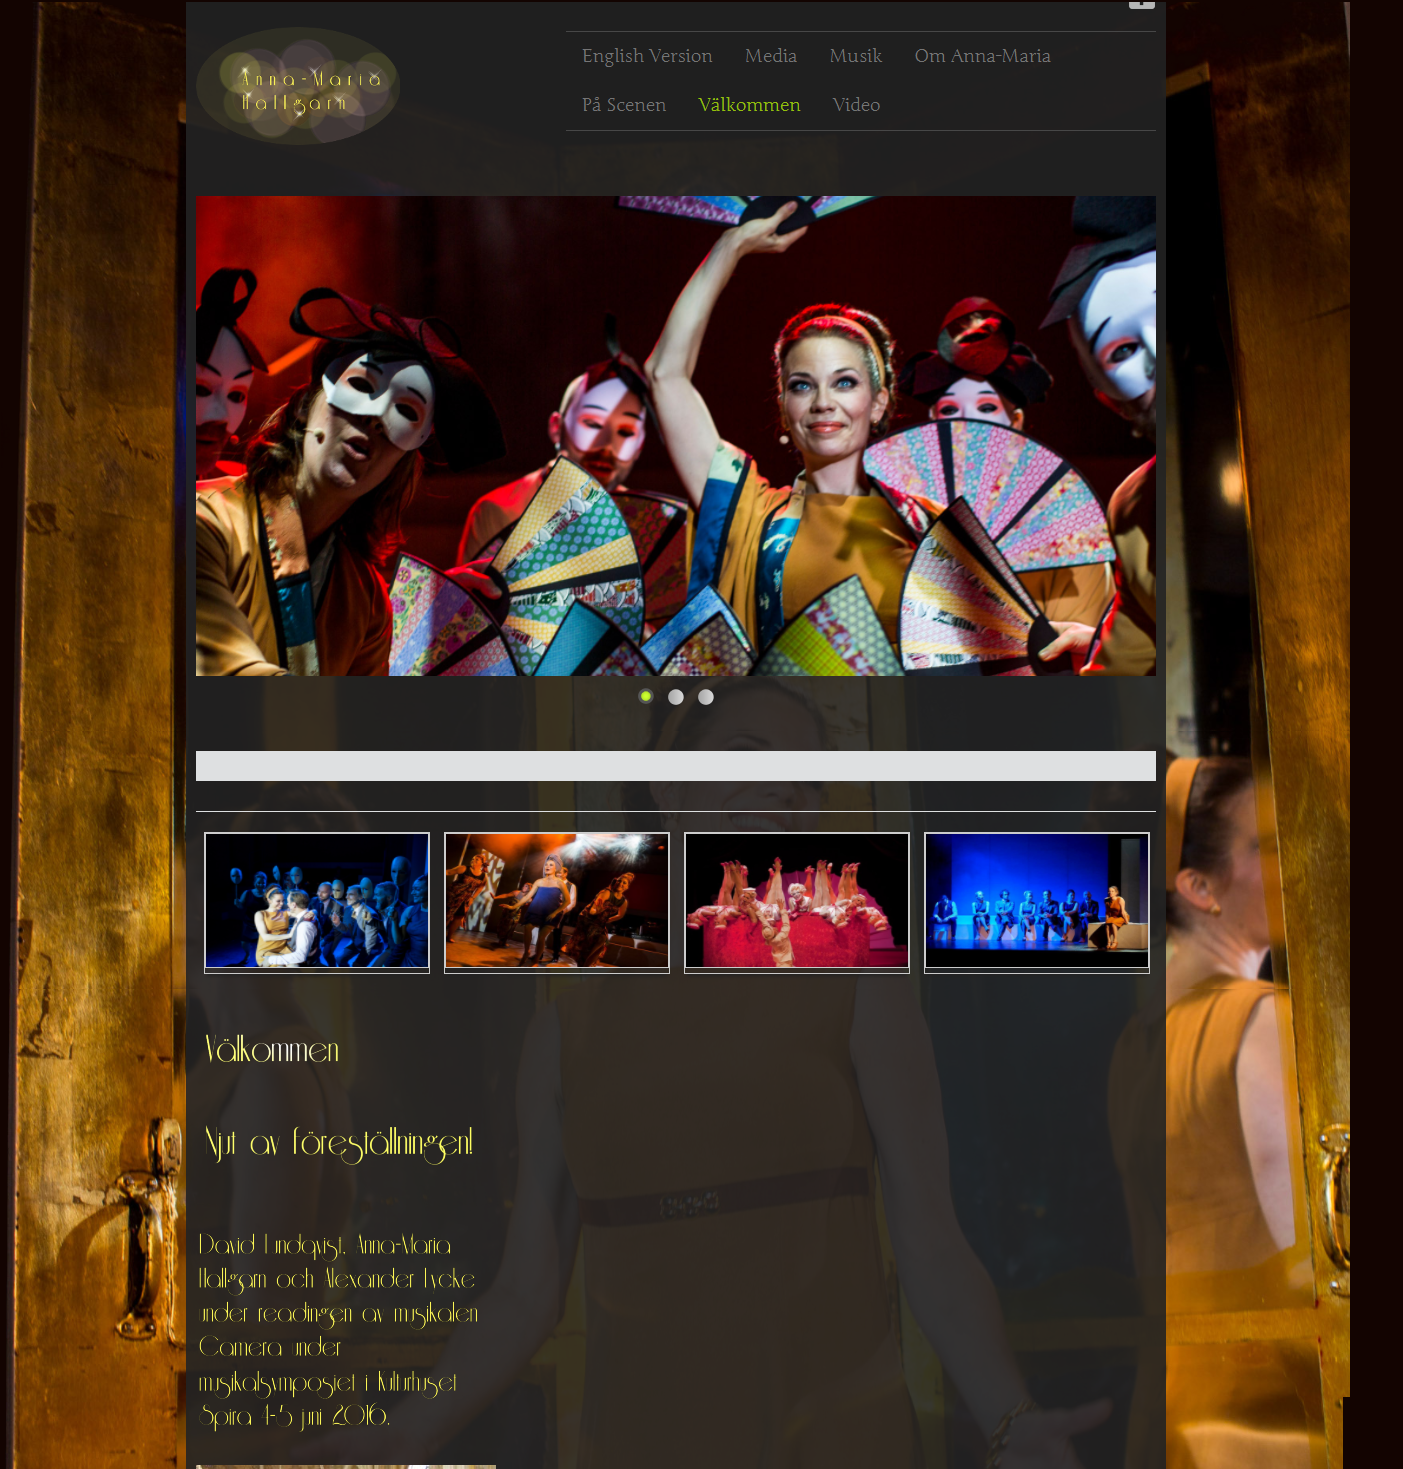 Anna-Maria
Hallgarn
English Version Media Musik Om Anna-Maria
På Scenen Välkommen Video
Välkommen
Njut av föreställningen!
David Lundqvist, Anna-Maria
Hallgarn och Alexander Lycke
under readingen av musikalen
Camera under
musikalsymposiet i Kulturhuset
Spira 4-5 juni 2016.